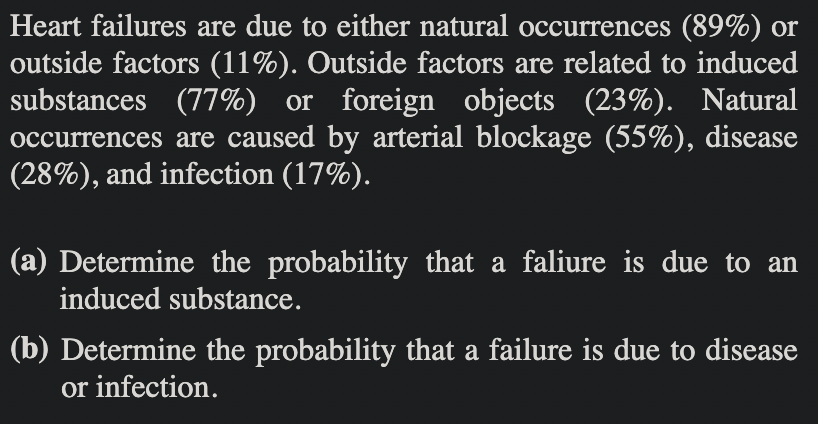 Heart failures are due to either natural occurrences (89%) or
outside factors (11%). Outside factors are related to induced
substances (77%) or foreign objects (23%). Natural
occurrences are caused by arterial blockage (55%), disease
(28%), and infection (17%).
(a) Determine the probability that a faliure is due to an
induced substance.
(b) Determine the probability that a failure is due to disease
or infection.